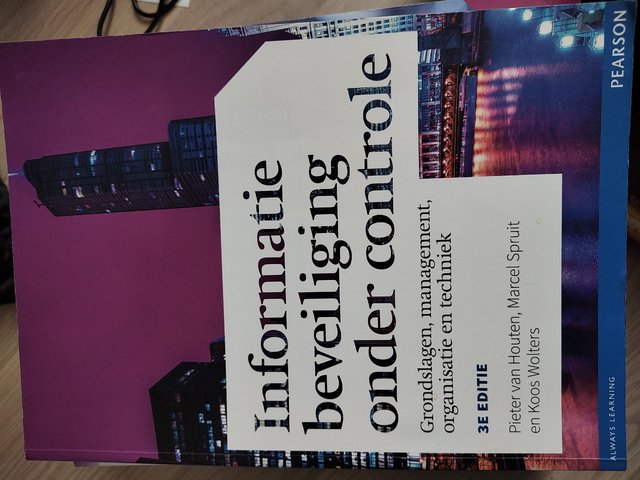 Informatie
beveiliging
onder controle
Grondslagen, management,
organisatie en techniek
3E EDITIE
Pieter van Houten, Marcel Spruit
en Koos Wolters
ALWAYS LEARNING
PEARSON